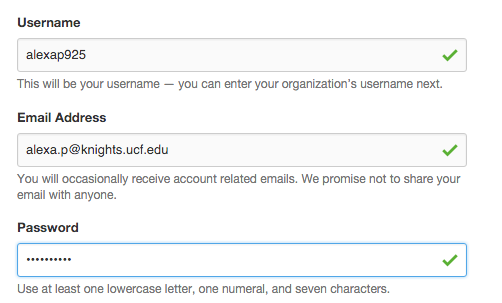 Username
alexap925
This will be your username — you can enter your organization's username next.
Email Address
alexa.p@knights.ucf.edu
You will occasionally receive account related emails. We promise not to share your
email with anyone.
Password
••••••••••
Use at least one lowercase letter, one numeral, and seven characters.